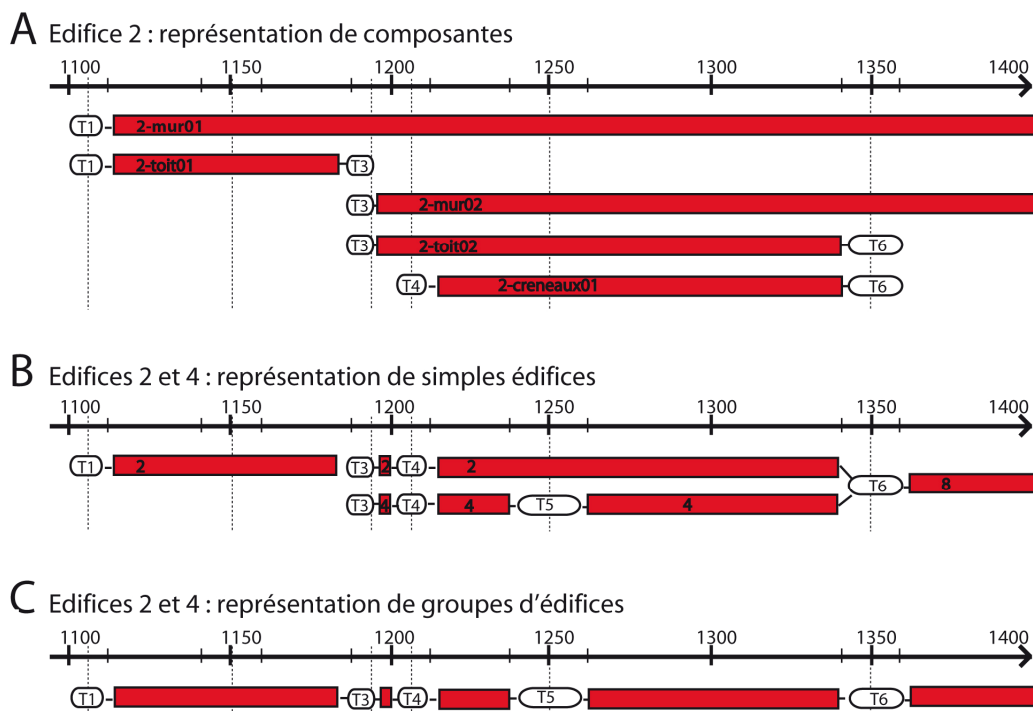 A Edifice 2 : représentation de composantes
1100 1150 1200 1250 1300 1350 1400
T1 2-mur01
T1 2-toit01 T3
T3 2-mur02
T3 2-toit02 T6
T4 2-creneaux01 T6
B Edifices 2 et 4 : représentation de simples édifices
1100 1150 1200 1250 1300 1350 1400
T1 2 T3 2 T4 2
T6 8
T3 4 T4 4 T5 4
C Edifices 2 et 4 : représentation de groupes d'édifices
1100 1150 1200 1250 1300 1350 1400
T1 T3 T4 T5 T6